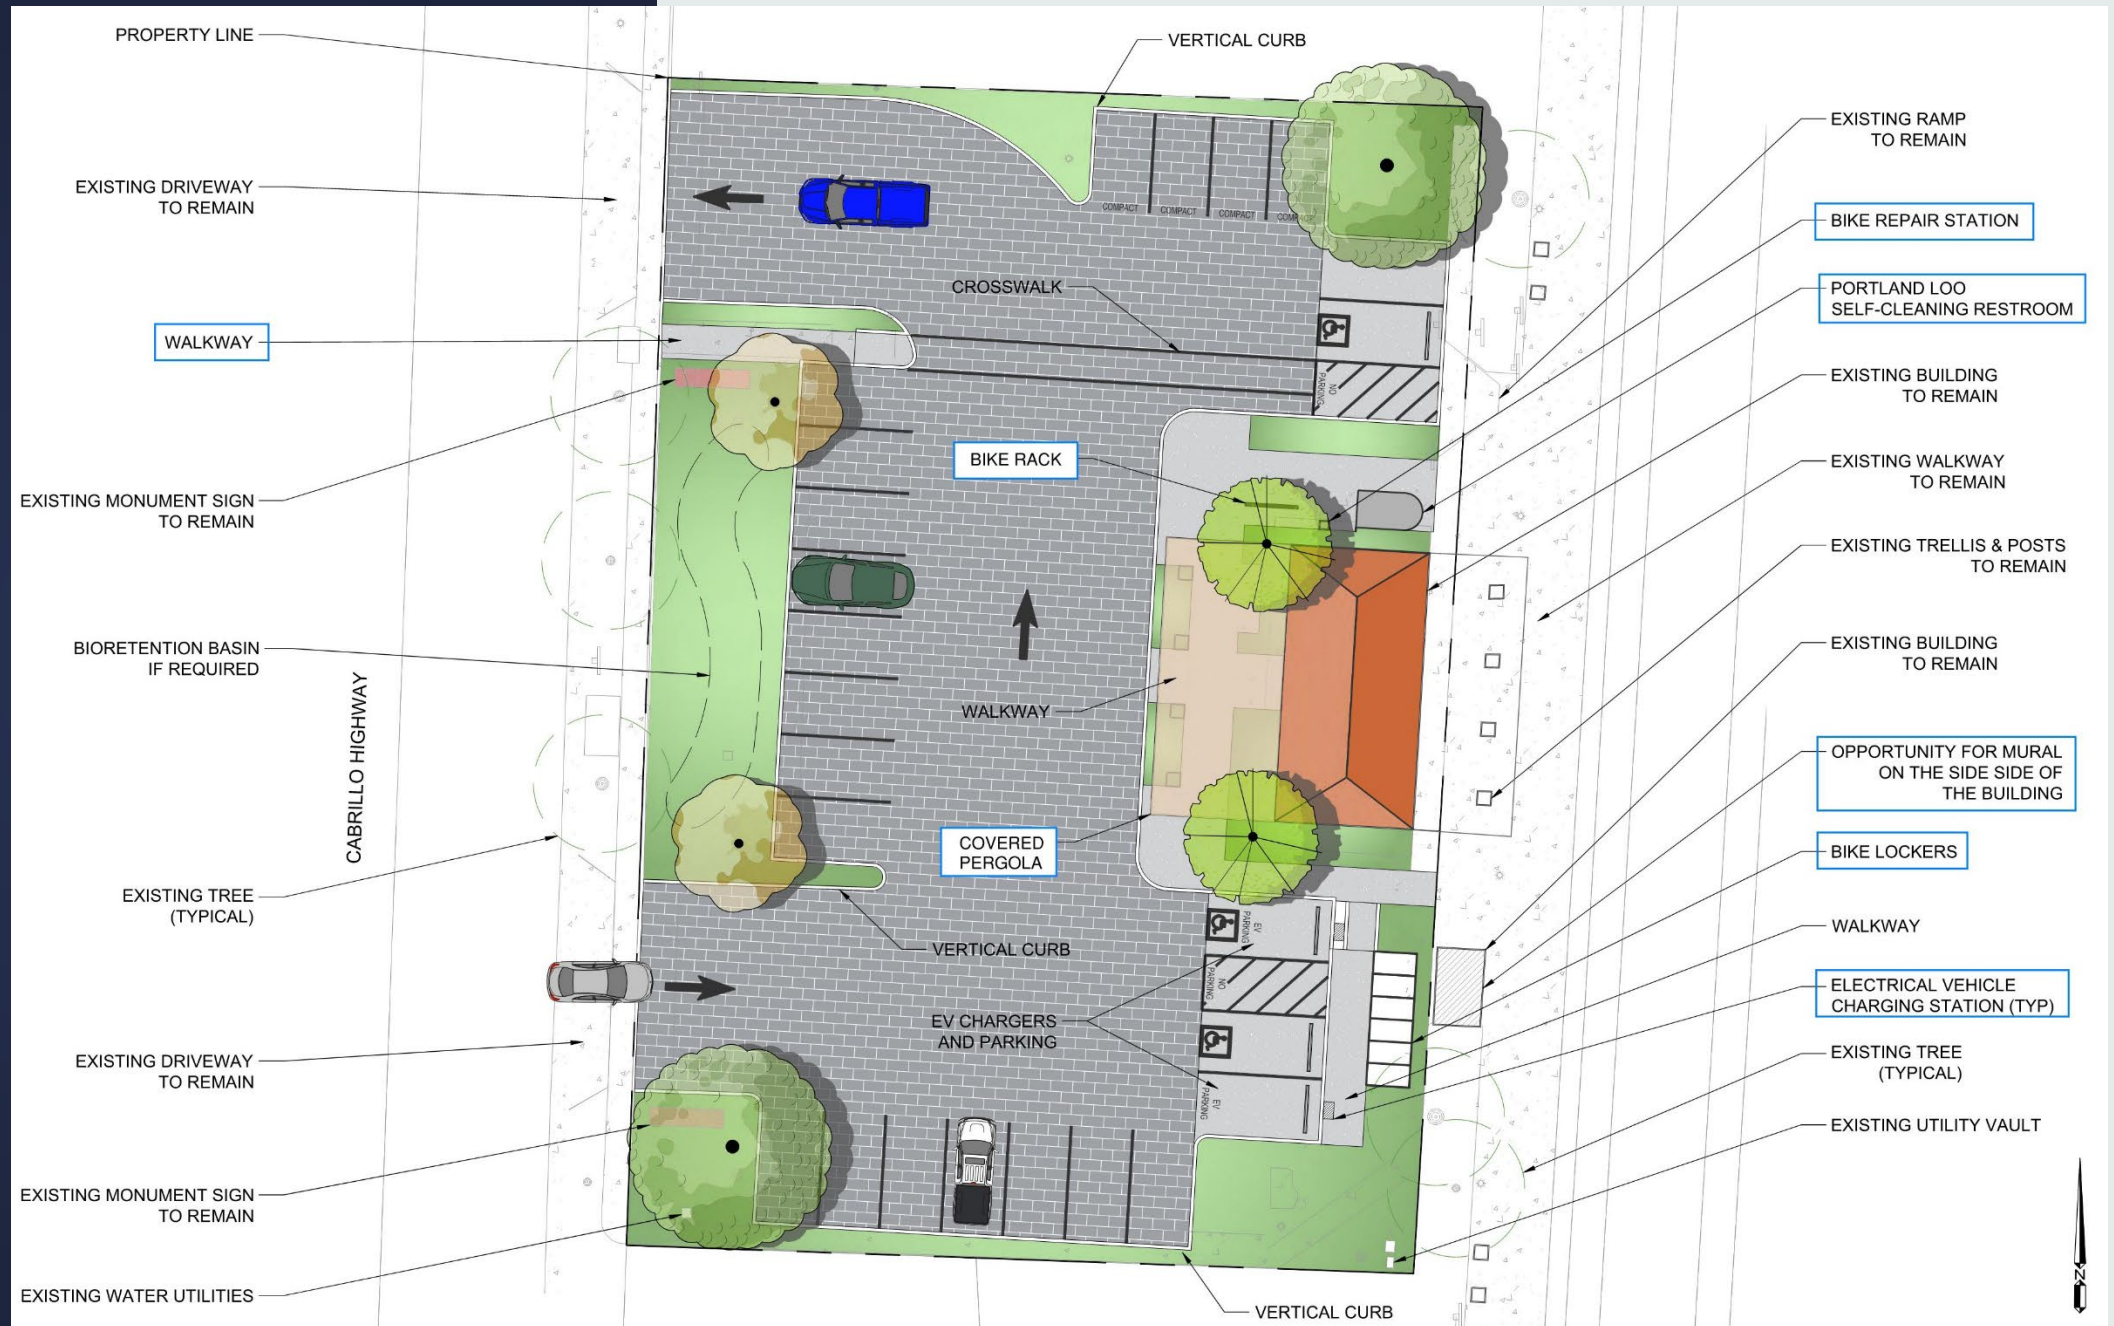 PROPERTY LINE
EXISTING DRIVEWAY
TO REMAIN
WALKWAY
EXISTING MONUMENT SIGN
TO REMAIN
BIORETENTION BASIN
IF REQUIRED
CABRILLO HIGHWAY
EXISTING TREE
(TYPICAL)
EXISTING DRIVEWAY
TO REMAIN
EXISTING MONUMENT SIGN
TO REMAIN
EXISTING WATER UTILITIES
VERTICAL CURB
COMPACT
COMPACT
COMPACT
COMPACT
CROSSWALK
NO
PARKING
BIKE RACK
WALKWAY
COVERED
PERGOLA
VERTICAL CURB
EV
PARKING
NO
PARKING
EV CHARGERS
AND PARKING
EV
PARKING
VERTICAL CURB
EXISTING RAMP
TO REMAIN
BIKE REPAIR STATION
PORTLAND LOO
SELF-CLEANING RESTROOM
EXISTING BUILDING
TO REMAIN
EXISTING WALKWAY
TO REMAIN
EXISTING TRELLIS & POSTS
TO REMAIN
EXISTING BUILDING
TO REMAIN
OPPORTUNITY FOR MURAL
ON THE SIDE SIDE OF
THE BUILDING
BIKE LOCKERS
WALKWAY
ELECTRICAL VEHICLE
CHARGING STATION (TYP)
EXISTING TREE
(TYPICAL)
EXISTING UTILITY VAULT
N